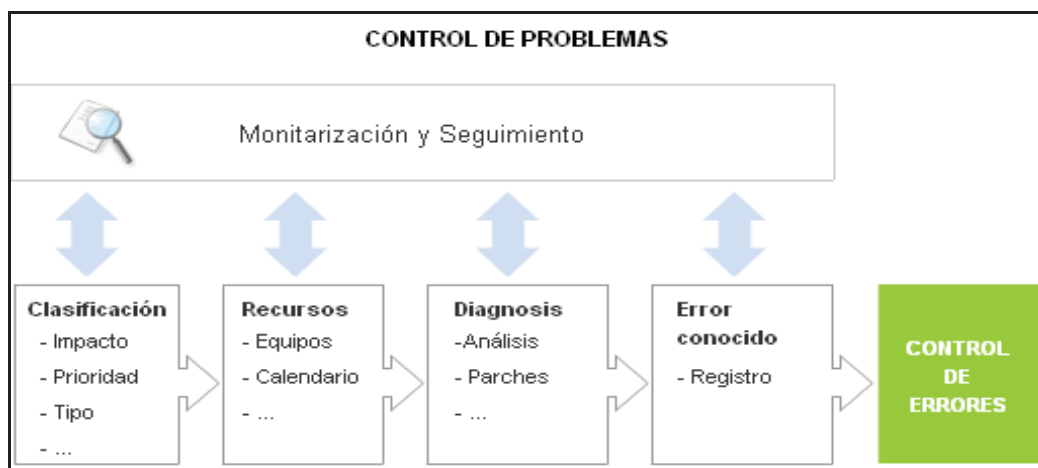 CONTROL DE PROBLEMAS
Monitarización y Seguimiento
Clasificación
- Impacto
- Prioridad
- Tipo
- ...
Recursos
- Equipos
- Calendario
- ...
Diagnosis
-Análisis
- Parches
- ...
Error
conocido
- Registro
CONTROL
DE
ERRORES